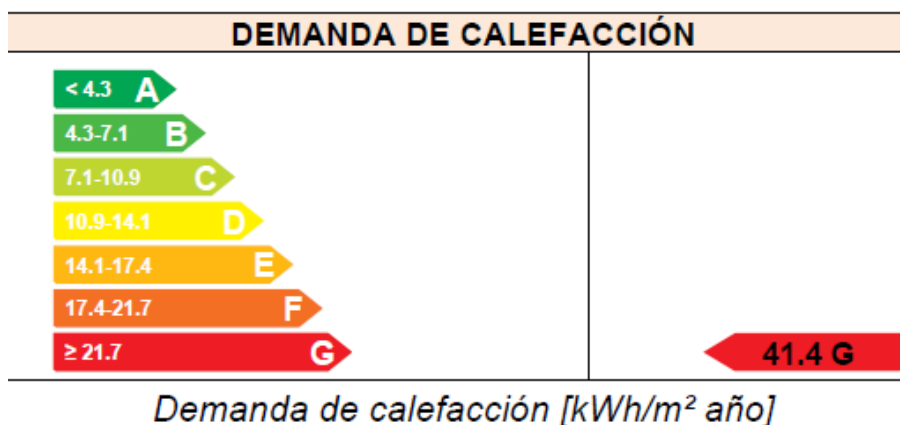 DEMANDA DE CALEFACCIÓN
< 4.3 A
4.3-7.1 B
7.1-10.9 C
10.9-14.1 D
14.1-17.4 E
17.4-21.7 F
≥ 21.7 G
41.4 G
Demanda de calefacción [kWh/m² año]